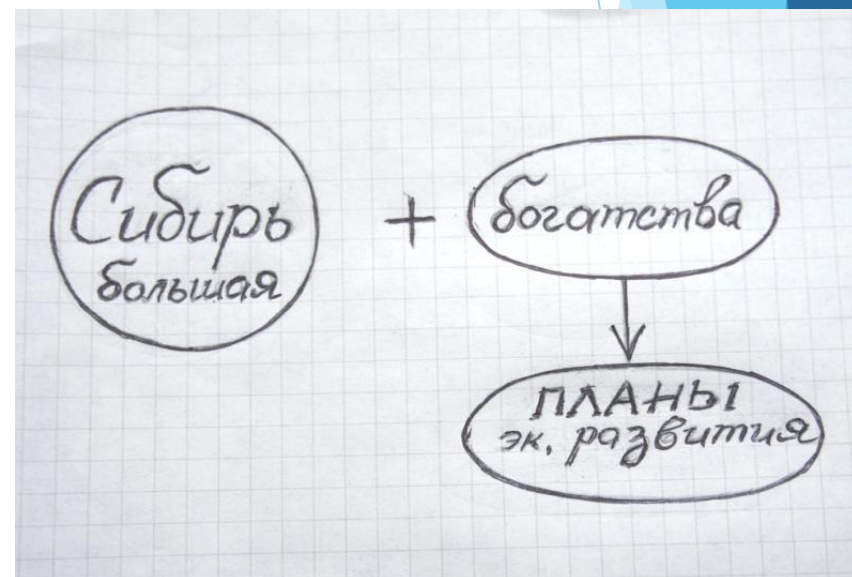 Сибирь
большая
+
богатства
ПЛАНЫ
эк. развития